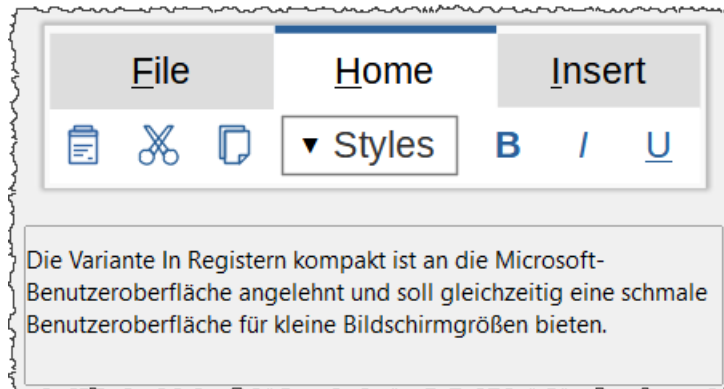 File Home Insert
▼ Styles B I U
Die Variante In Registern kompakt ist an die Microsoft-
Benutzeroberfläche angelehnt und soll gleichzeitig eine schmale
Benutzeroberfläche für kleine Bildschirmgrößen bieten.